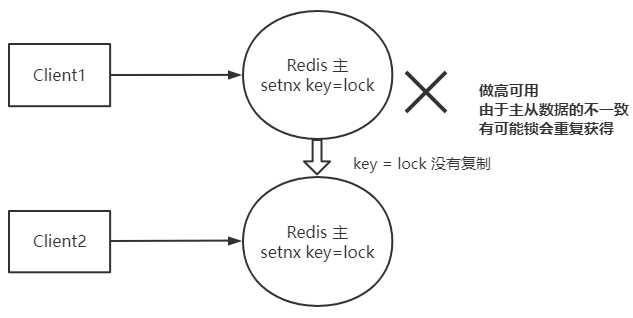 Client1
Redis 主
setnx key=lock
做高可用
由于主从数据的不一致
有可能锁会重复获得
key = lock 没有复制
Client2
Redis 主
setnx key=lock